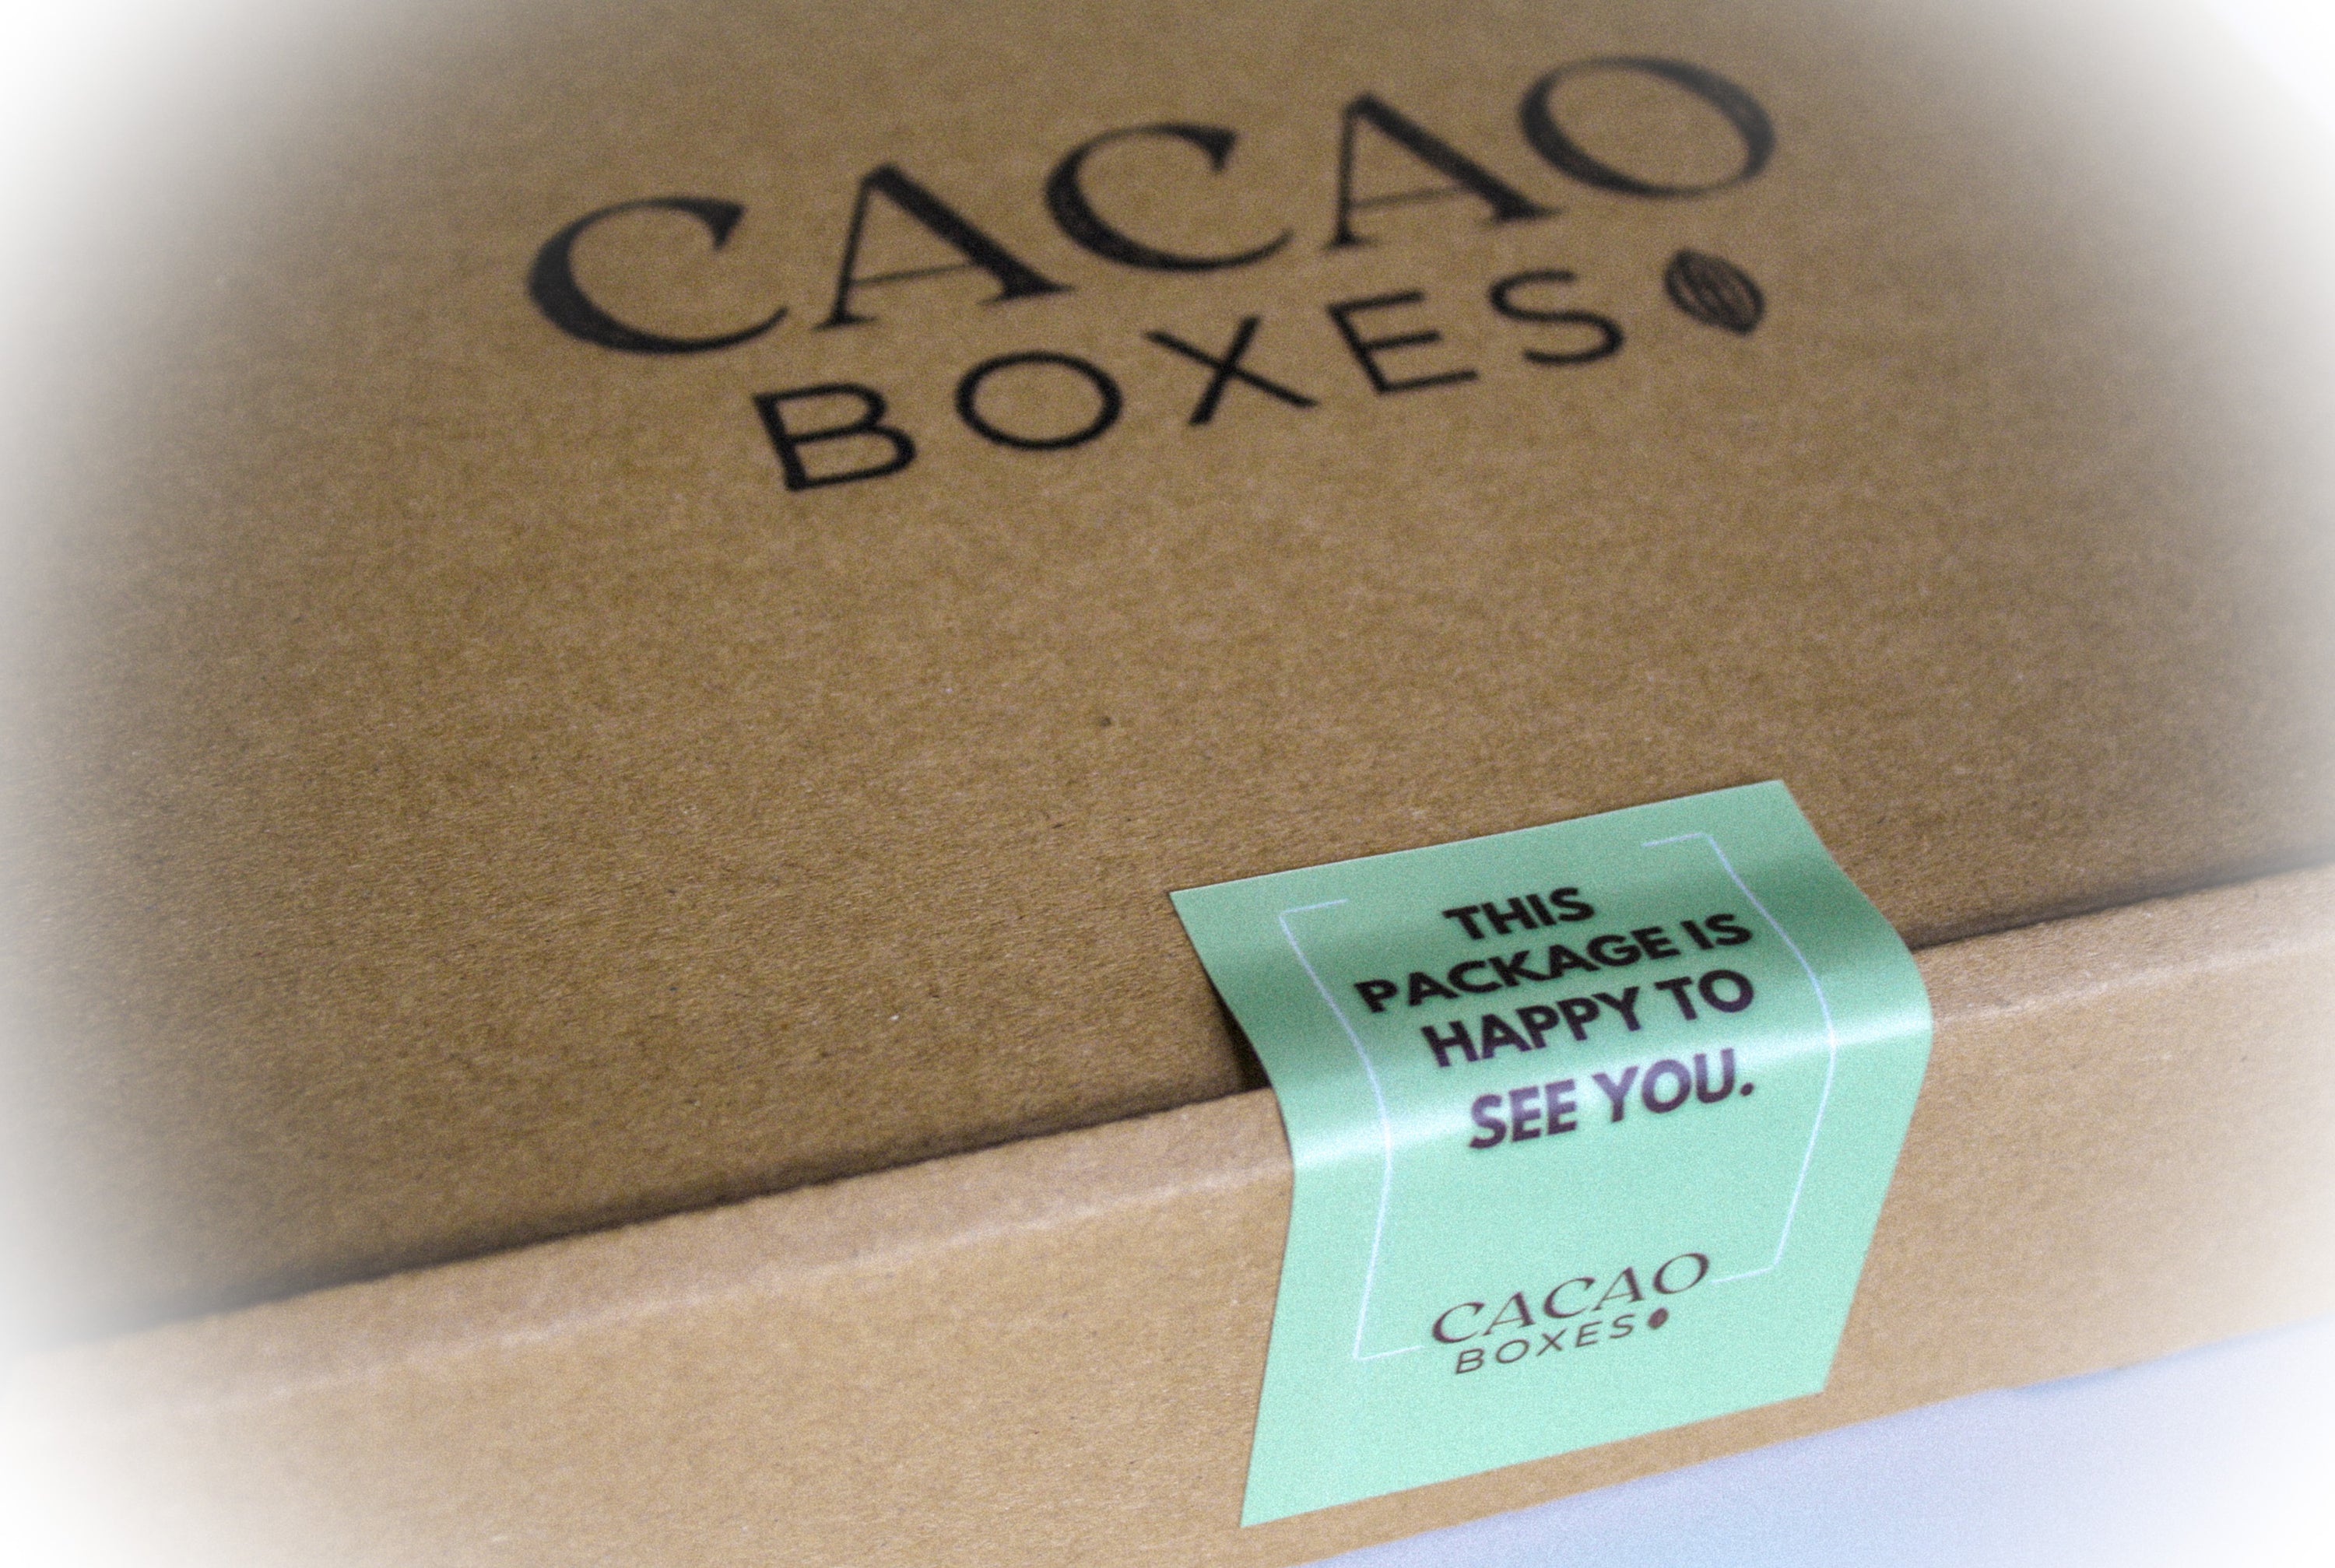 CACAO
BOXES
THIS
PACKAGE IS
HAPPY TO
SEE YOU.
CACAO
BOXES